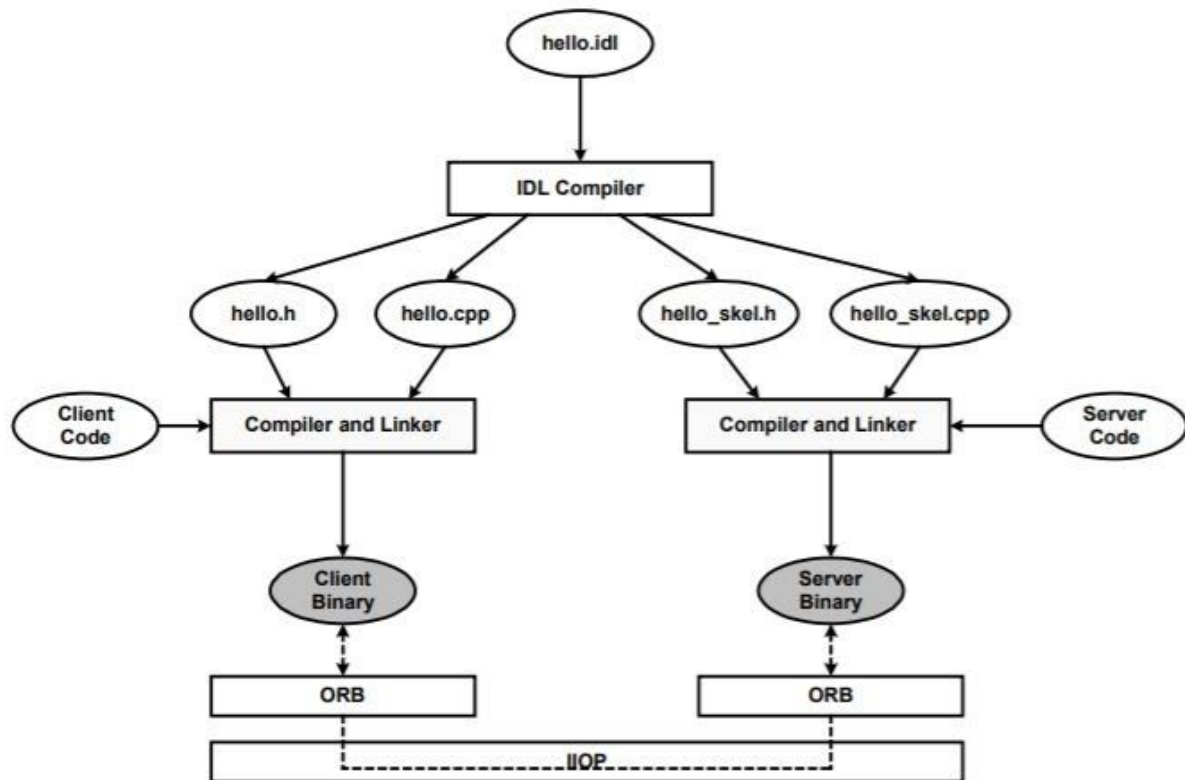 hello.idl
IDL Compiler
hello.h
hello.cpp
hello_skel.h
hello_skel.cpp
Client
Code
Compiler and Linker
Compiler and Linker
Server
Code
Client
Binary
Server
Binary
ORB
ORB
IIOP